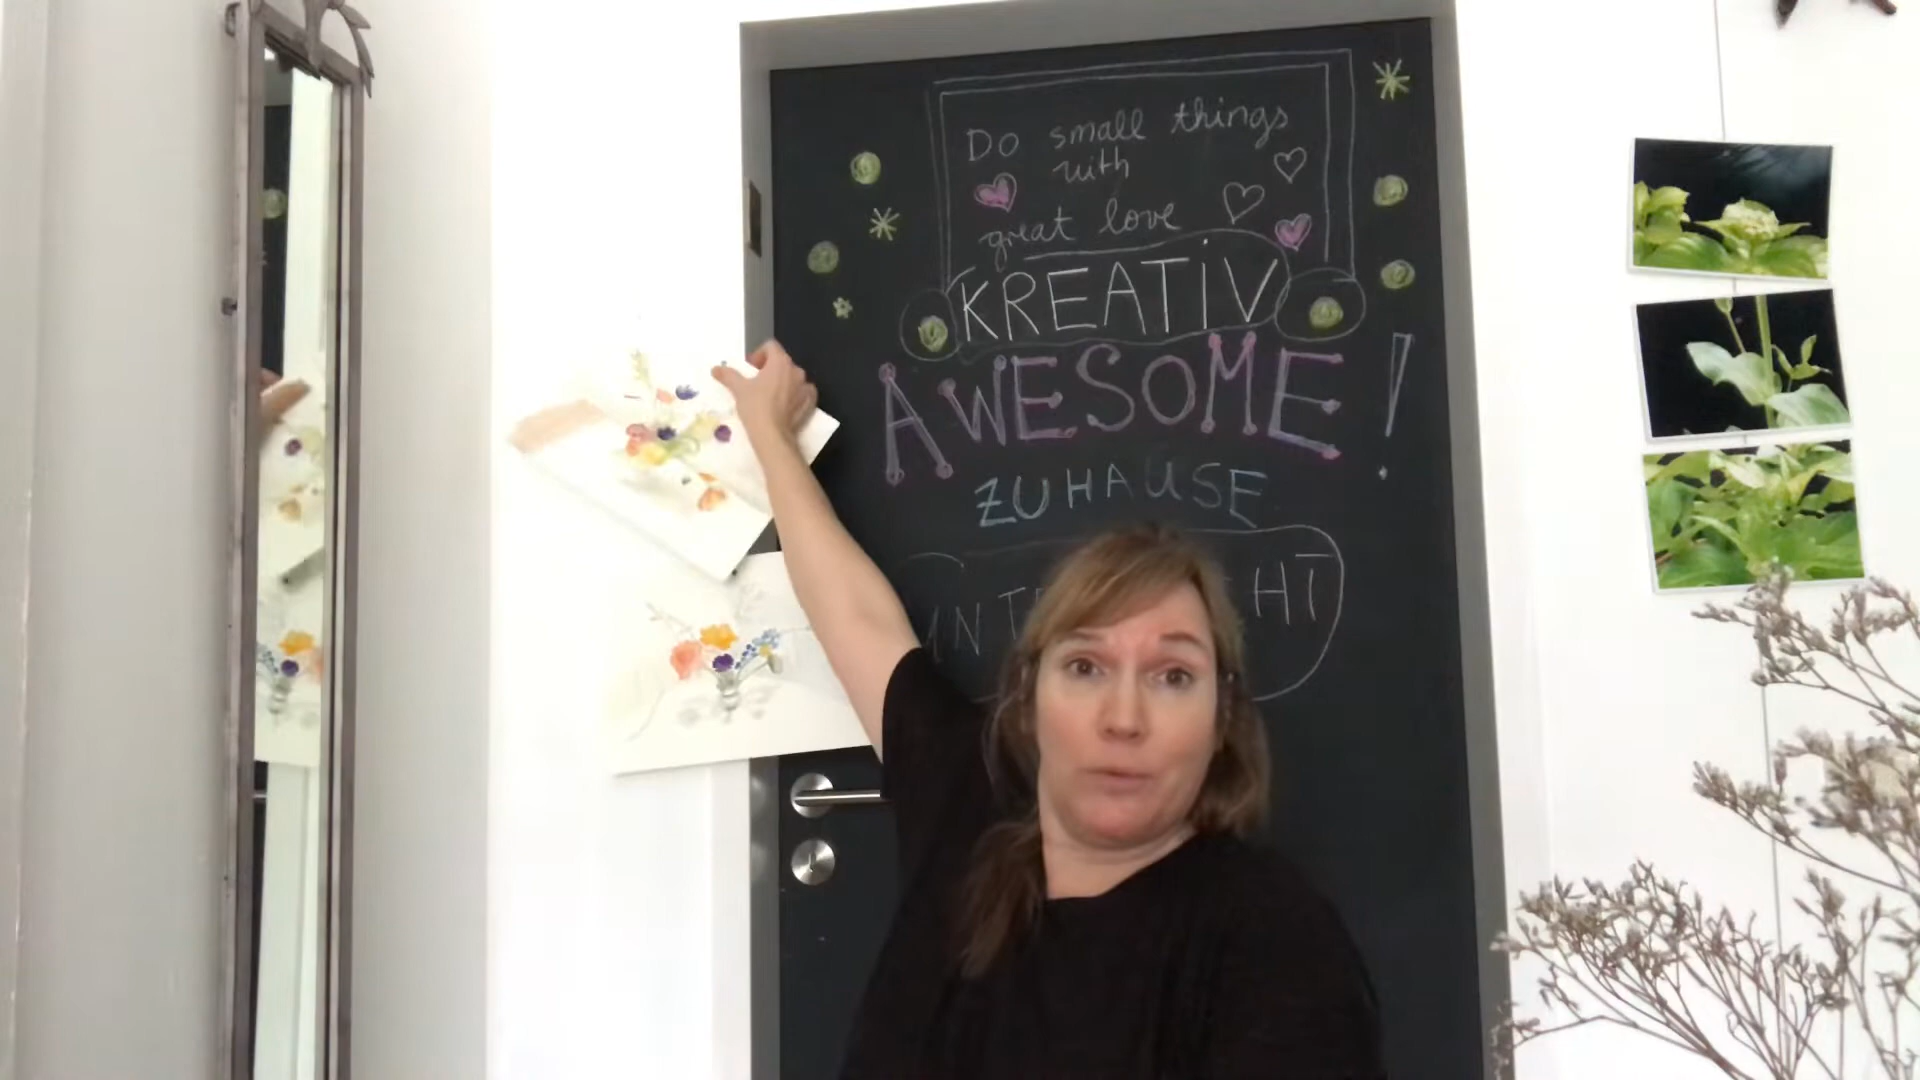 Do small things
with
great love
KREATIV
AWESOME!
ZUHAUSE